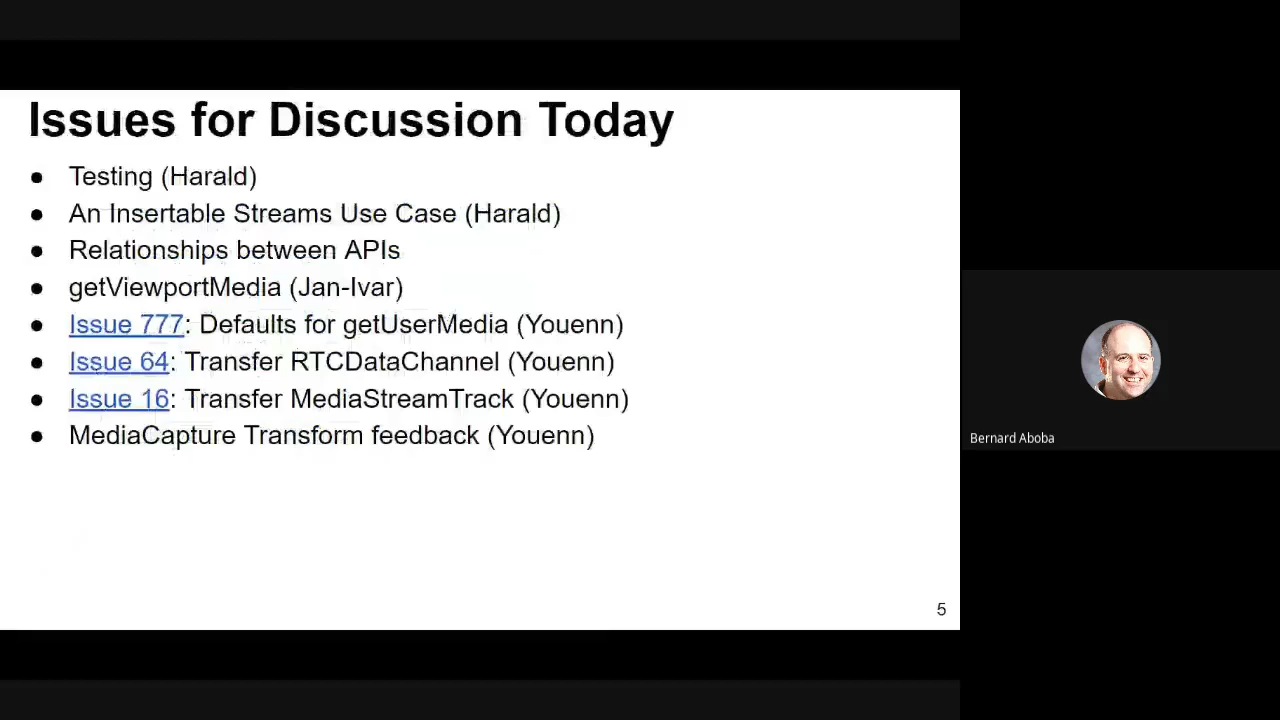 Issues for Discussion Today
● Testing (Harald)
● An Insertable Streams Use Case (Harald)
● Relationships between APIs
● getViewportMedia (Jan-Ivar)
● Issue 777: Defaults for getUserMedia (Youenn)
● Issue 64: Transfer RTCDataChannel (Youenn)
● Issue 16: Transfer MediaStreamTrack (Youenn)
● MediaCapture Transform feedback (Youenn)
5
Bernard Aboba